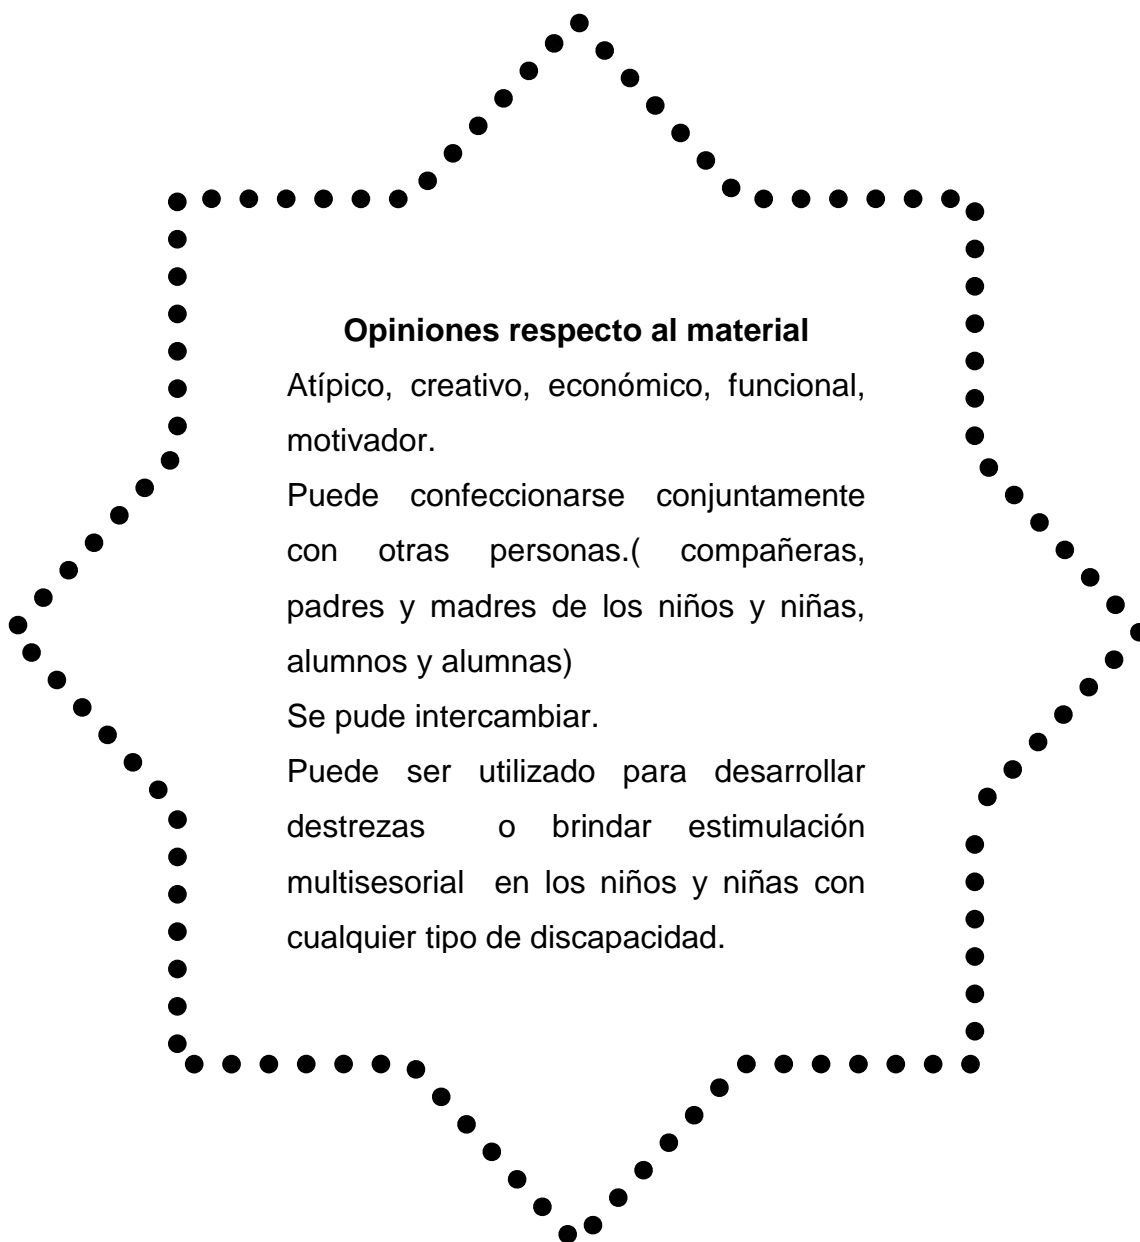 Opiniones respecto al material
Atípico, creativo, económico, funcional,
motivador.
Puede confeccionarse conjuntamente
con otras personas.( compañeras,
padres y madres de los niños y niñas,
alumnos y alumnas)
Se pude intercambiar.
Puede ser utilizado para desarrollar
destrezas o brindar estimulación
multisesorial en los niños y niñas con
cualquier tipo de discapacidad.